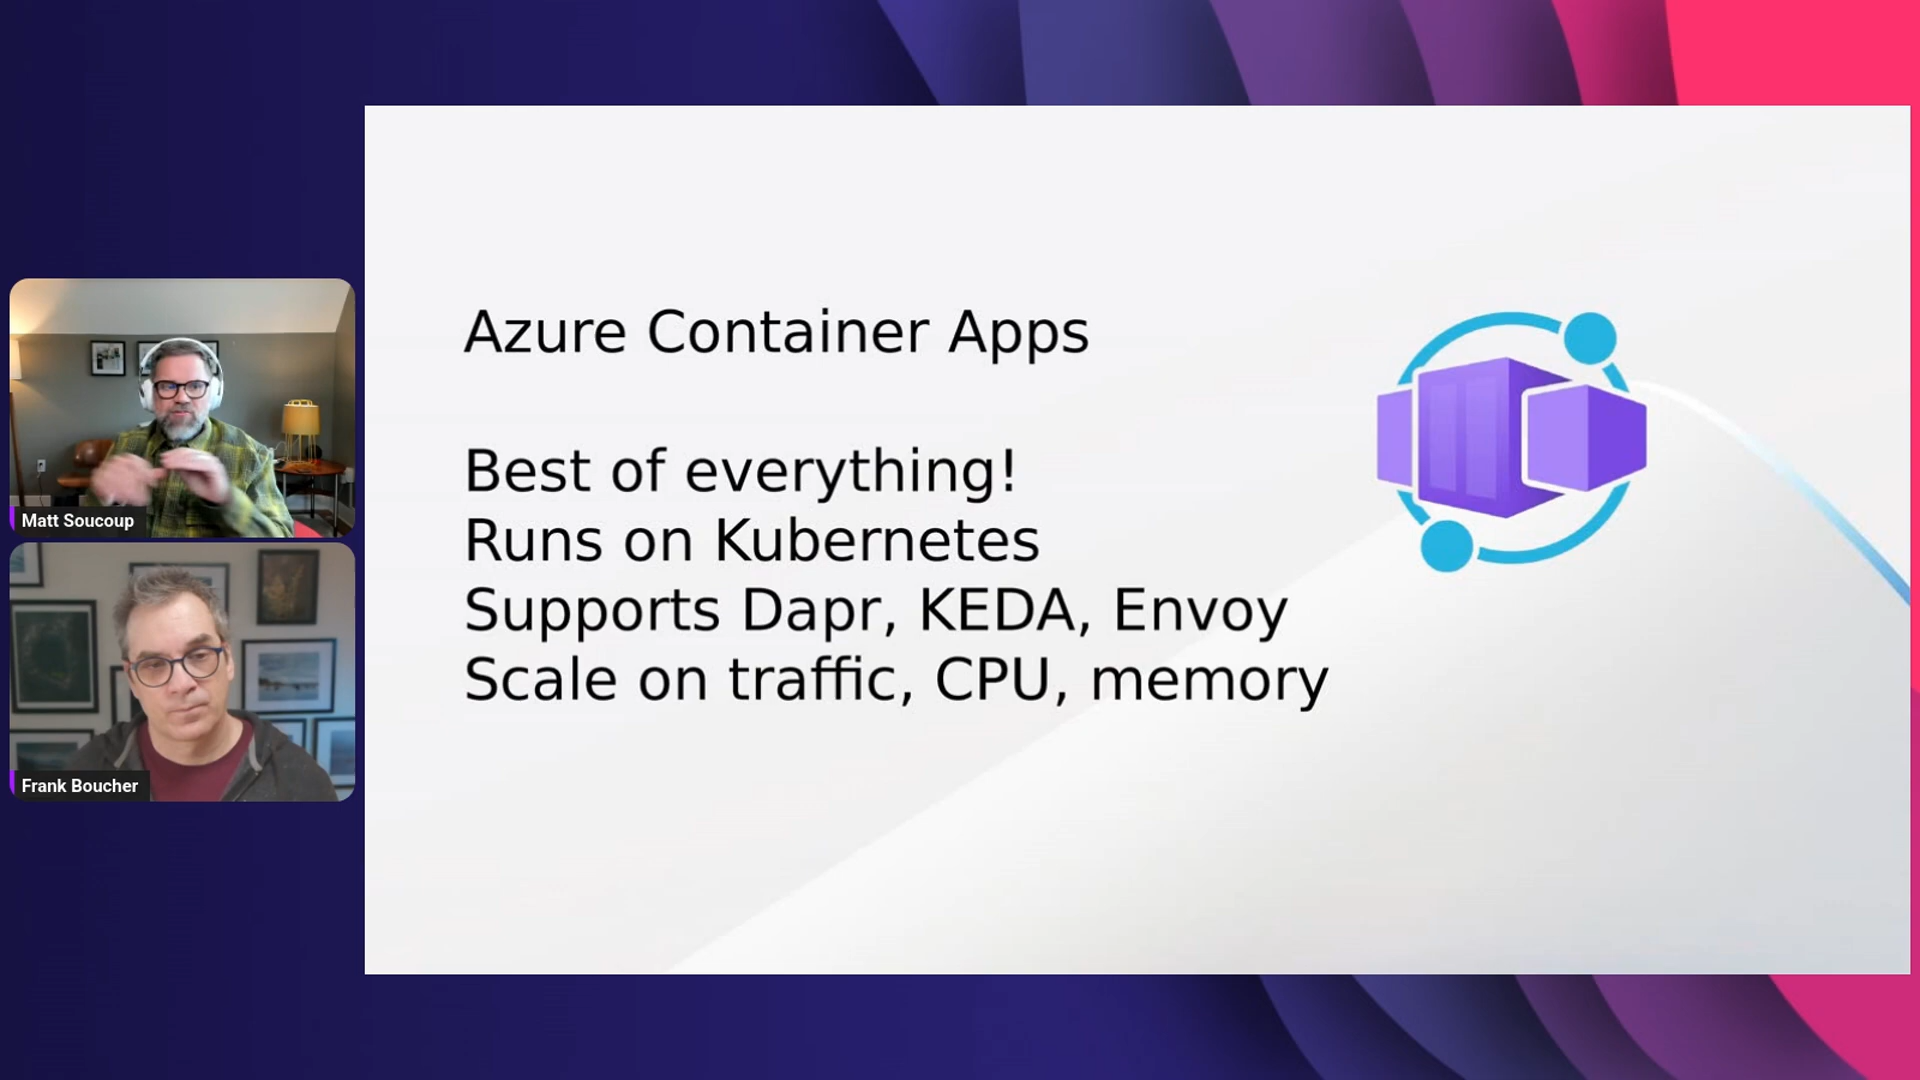 Azure Container Apps
Best of everything!
Runs on Kubernetes
Supports Dapr, KEDA, Envoy
Scale on traffic, CPU, memory
Matt Soucoup
Frank Boucher